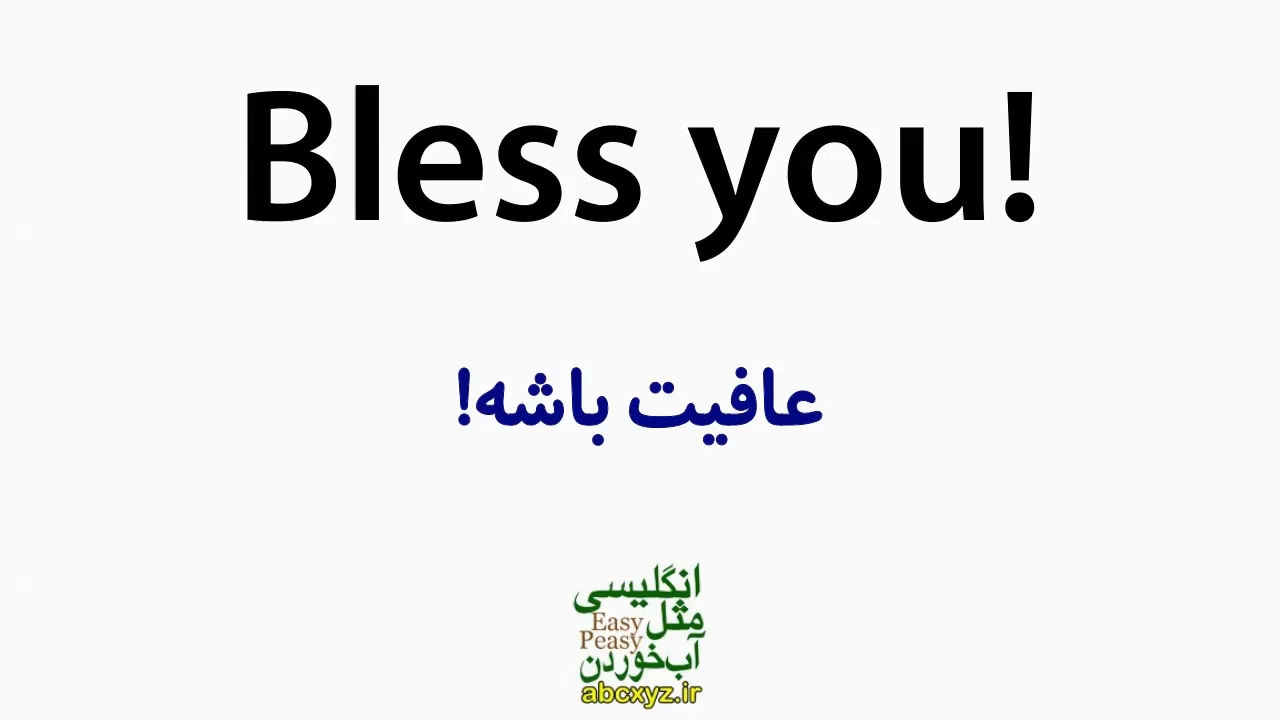 Bless you!
عافیت باشه!
انگلیسی
مثل
Easy
Peasy
آب‌خوردن
abcxyz.ir